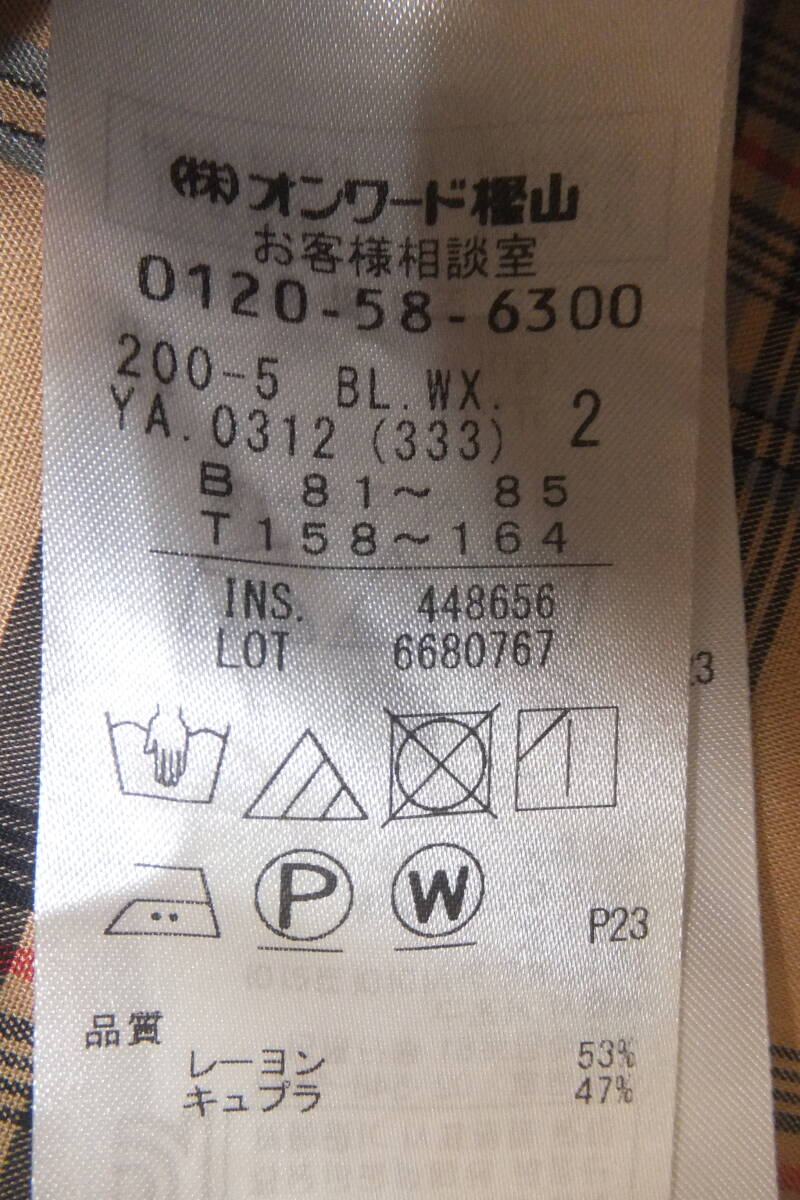 (株)オンワード樫山
お客様相談室
0120-58-6300
200-5 BL.WX.
YA.0312 (333) 2
B 81~ 85
T158~164
INS. 448656
LOT 6680767
23
P
W
P23
品質
レーヨン 53%
キュプラ 47%